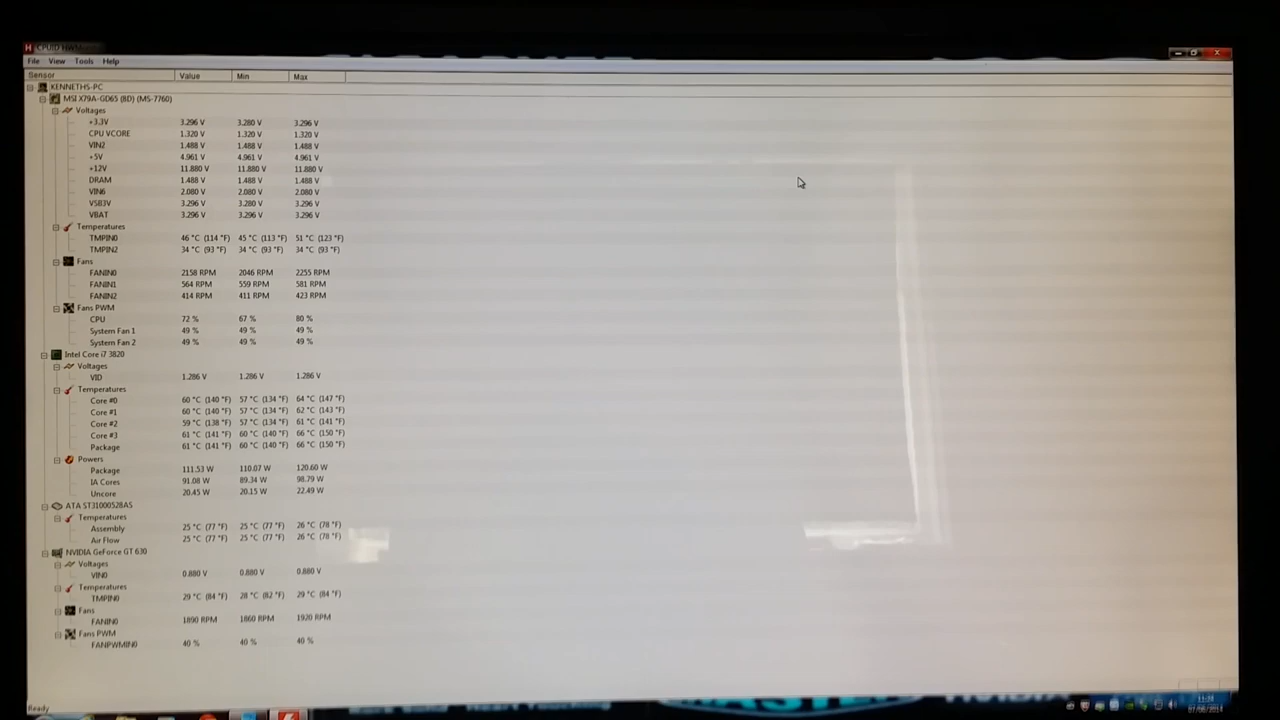 CPUID HWMonitor
File View Tools Help
Sensor Value Min Max
KENNETHS-PC
MSI X79A-GD65 (8D) (MS-7760)
Voltages
+3.3V 3.296 V 3.280 V 3.296 V
CPU VCORE 1.320 V 1.320 V 1.320 V
VIN2 1.488 V 1.488 V 1.488 V
+5V 4.961 V 4.961 V 4.961 V
+12V 11.880 V 11.880 V 11.880 V
DRAM 1.488 V 1.488 V 1.488 V
VIN6 2.080 V 2.080 V 2.080 V
VSB3V 3.296 V 3.280 V 3.296 V
VBAT 3.296 V 3.296 V 3.296 V
Temperatures
TMPIN0 46 °C (114 °F) 45 °C (113 °F) 51 °C (123 °F)
TMPIN2 34 °C (93 °F) 34 °C (93 °F) 34 °C (93 °F)
Fans
FANIN0 2158 RPM 2046 RPM 2255 RPM
FANIN1 564 RPM 559 RPM 581 RPM
FANIN2 414 RPM 411 RPM 423 RPM
Fans PWM
CPU 72 % 67 % 80 %
System Fan 1 49 % 49 % 49 %
System Fan 2 49 % 49 % 49 %
Intel Core i7 3820
Voltages
VID 1.286 V 1.286 V 1.286 V
Temperatures
Core #0 60 °C (140 °F) 57 °C (134 °F) 64 °C (147 °F)
Core #1 60 °C (140 °F) 57 °C (134 °F) 62 °C (143 °F)
Core #2 59 °C (138 °F) 57 °C (134 °F) 61 °C (141 °F)
Core #3 61 °C (141 °F) 60 °C (140 °F) 66 °C (150 °F)
Package 61 °C (141 °F) 60 °C (140 °F) 66 °C (150 °F)
Powers
Package 111.53 W 110.07 W 120.60 W
IA Cores 91.08 W 89.34 W 98.79 W
Uncore 20.45 W 20.15 W 22.49 W
ATA ST31000528AS
Temperatures
Assembly 25 °C (77 °F) 25 °C (77 °F) 26 °C (78 °F)
Air Flow 25 °C (77 °F) 25 °C (77 °F) 26 °C (78 °F)
NVIDIA GeForce GT 630
Voltages
VIN0 0.880 V 0.880 V 0.880 V
Temperatures
TMPIN0 29 °C (84 °F) 28 °C (82 °F) 29 °C (84 °F)
Fans
FANIN0 1890 RPM 1860 RPM 1920 RPM
Fans PWM
FANPWMIN0 40 % 40 % 40 %
Ready